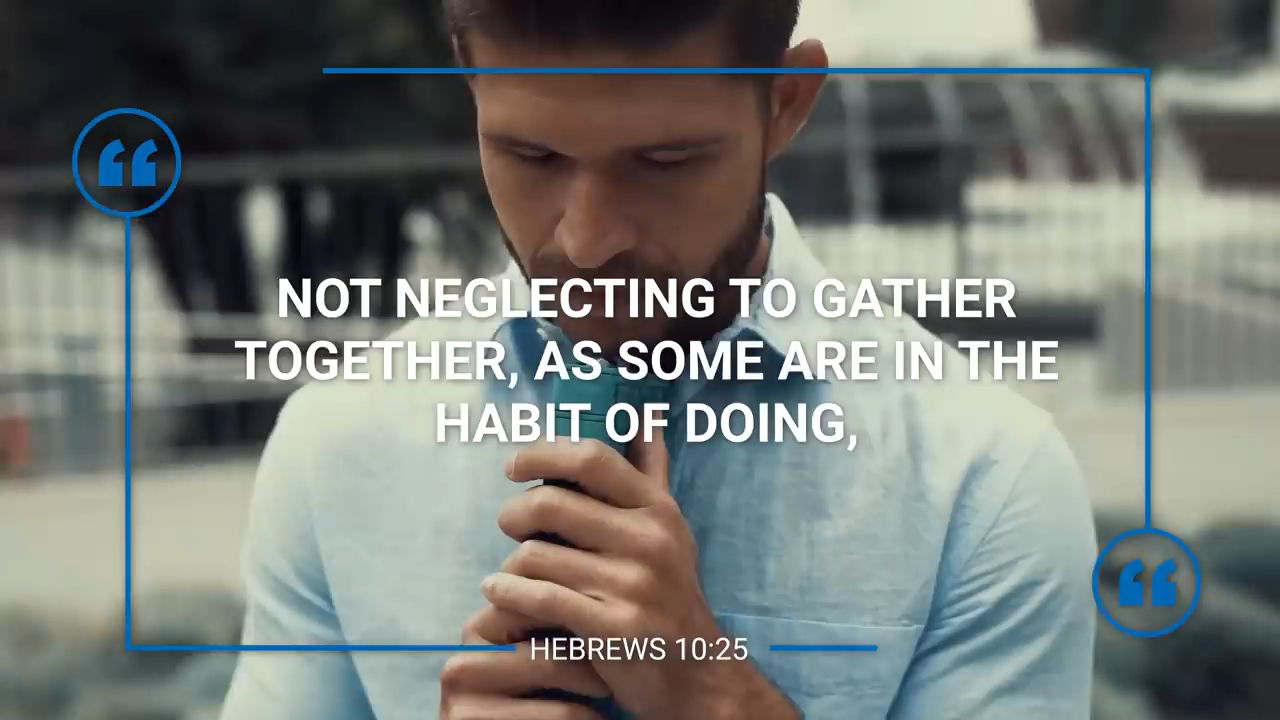 NOT NEGLECTING TO GATHER
TOGETHER, AS SOME ARE IN THE
HABIT OF DOING,
HEBREWS 10:25